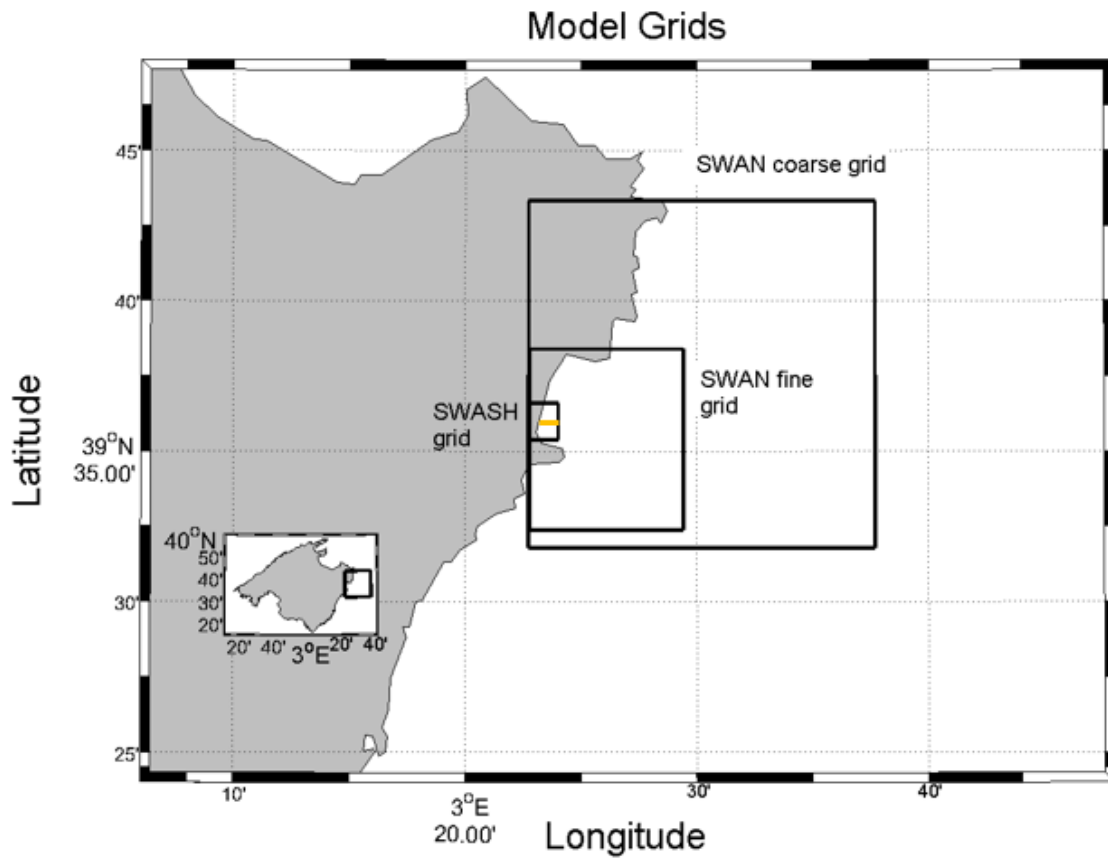 Model Grids
45'
SWAN coarse grid
40'
SWAN fine
grid
SWASH
grid
Latitude
39°N
35.00'
40°N
50'
40'
30'
20'
20' 40' 3°E 20' 40'
30'
25'
10'
3°E
20.00'
30'
40'
Longitude